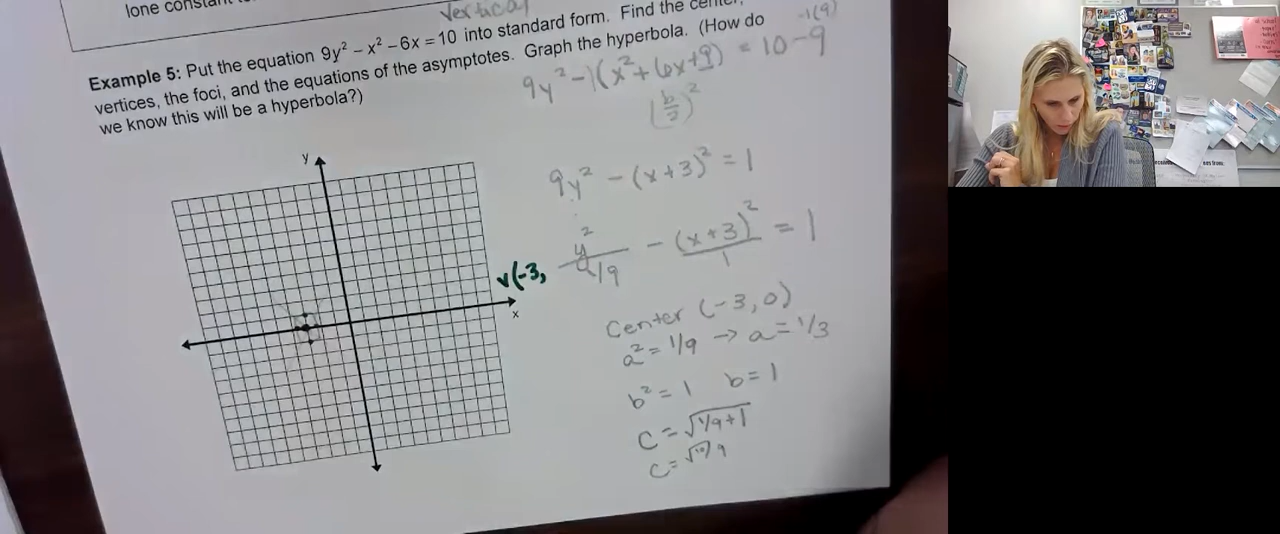 lone constant
vertical
Example 5: Put the equation 9y² − x² − 6x = 10 into standard form. Find the center,
vertices, the foci, and the equations of the asymptotes. Graph the hyperbola. (How do
we know this will be a hyperbola?)
-1(9)
9y² - 1(x² + 6x + 9) = 10 - 9
(b/2)²
9y² - (x+3)² = 1
y²/1/9 - (x+3)²/1 = 1
V(-3,
Center (-3, 0)
a² = 1/9 → a = 1/3
b² = 1 b = 1
c = √1/9+1
c = √10/9
y
x